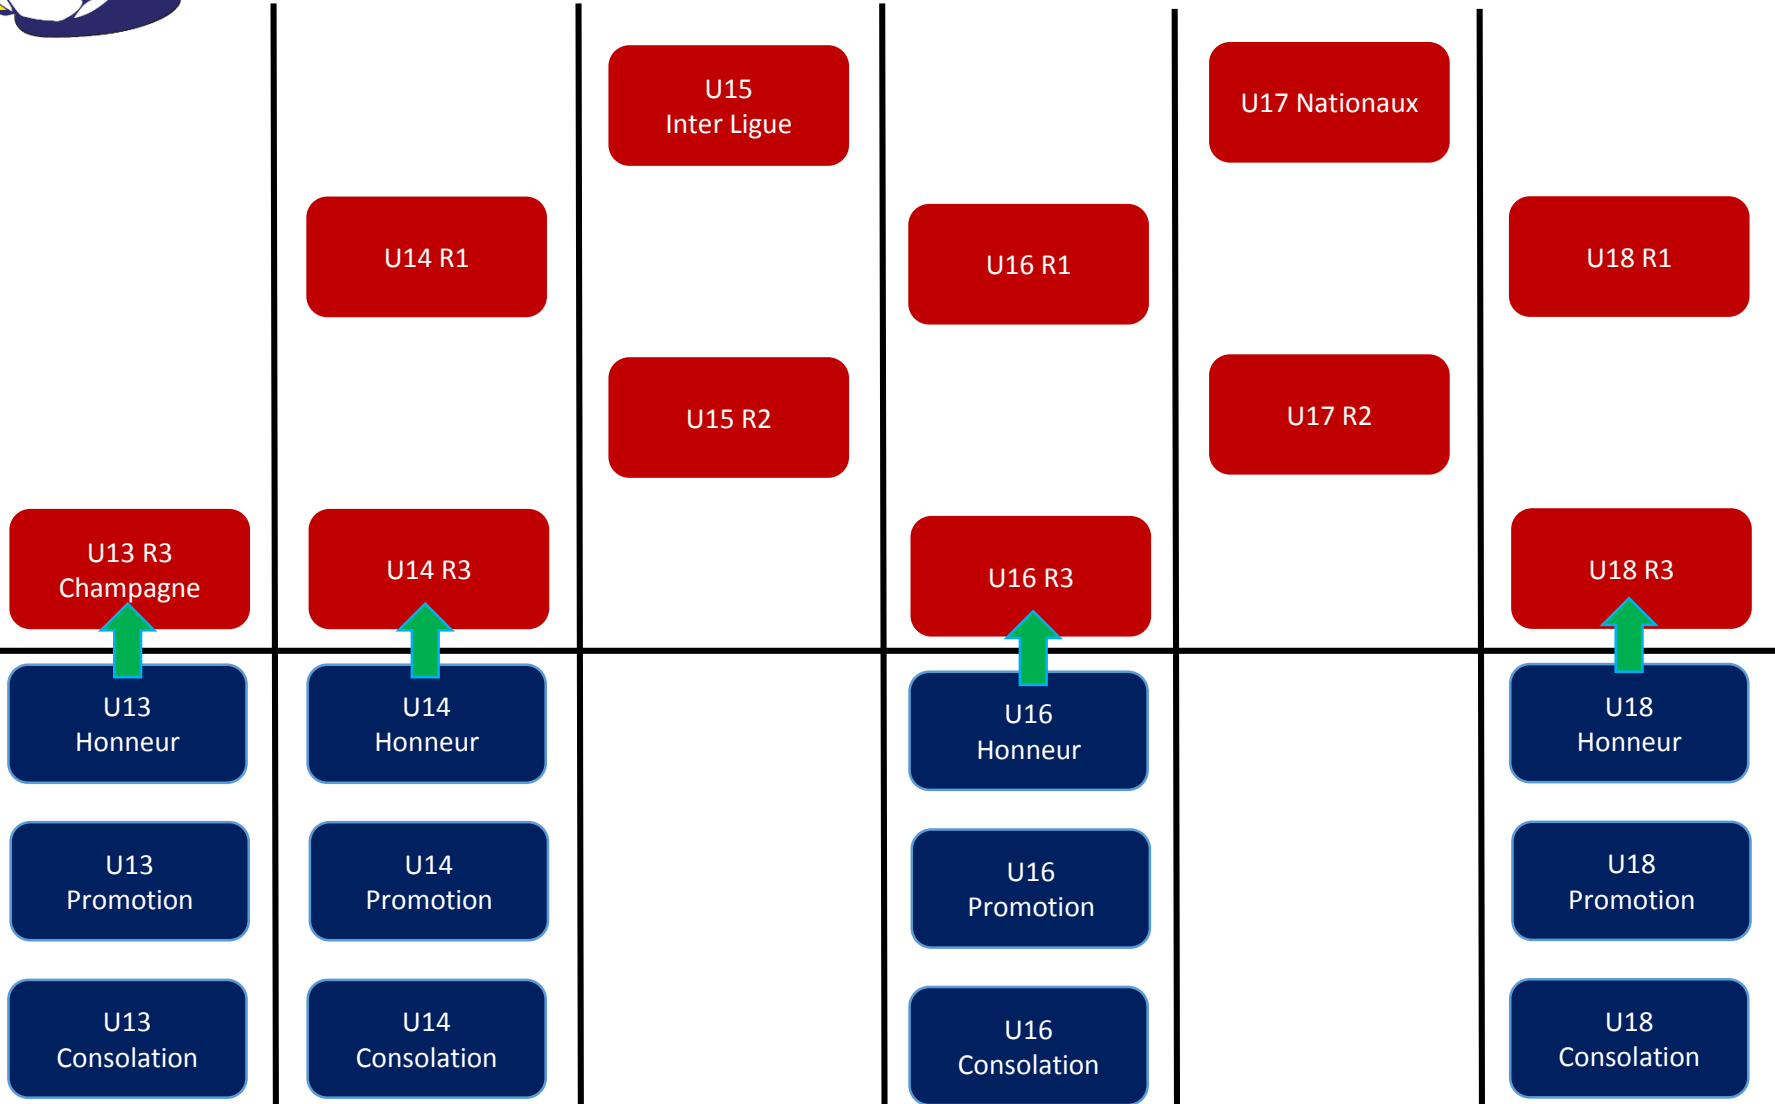 U15
Inter Ligue
U17 Nationaux
U14 R1
U16 R1
U18 R1
U15 R2
U17 R2
U13 R3
Champagne
U14 R3
U16 R3
U18 R3
U13
Honneur
U14
Honneur
U16
Honneur
U18
Honneur
U13
Promotion
U14
Promotion
U16
Promotion
U18
Promotion
U13
Consolation
U14
Consolation
U16
Consolation
U18
Consolation